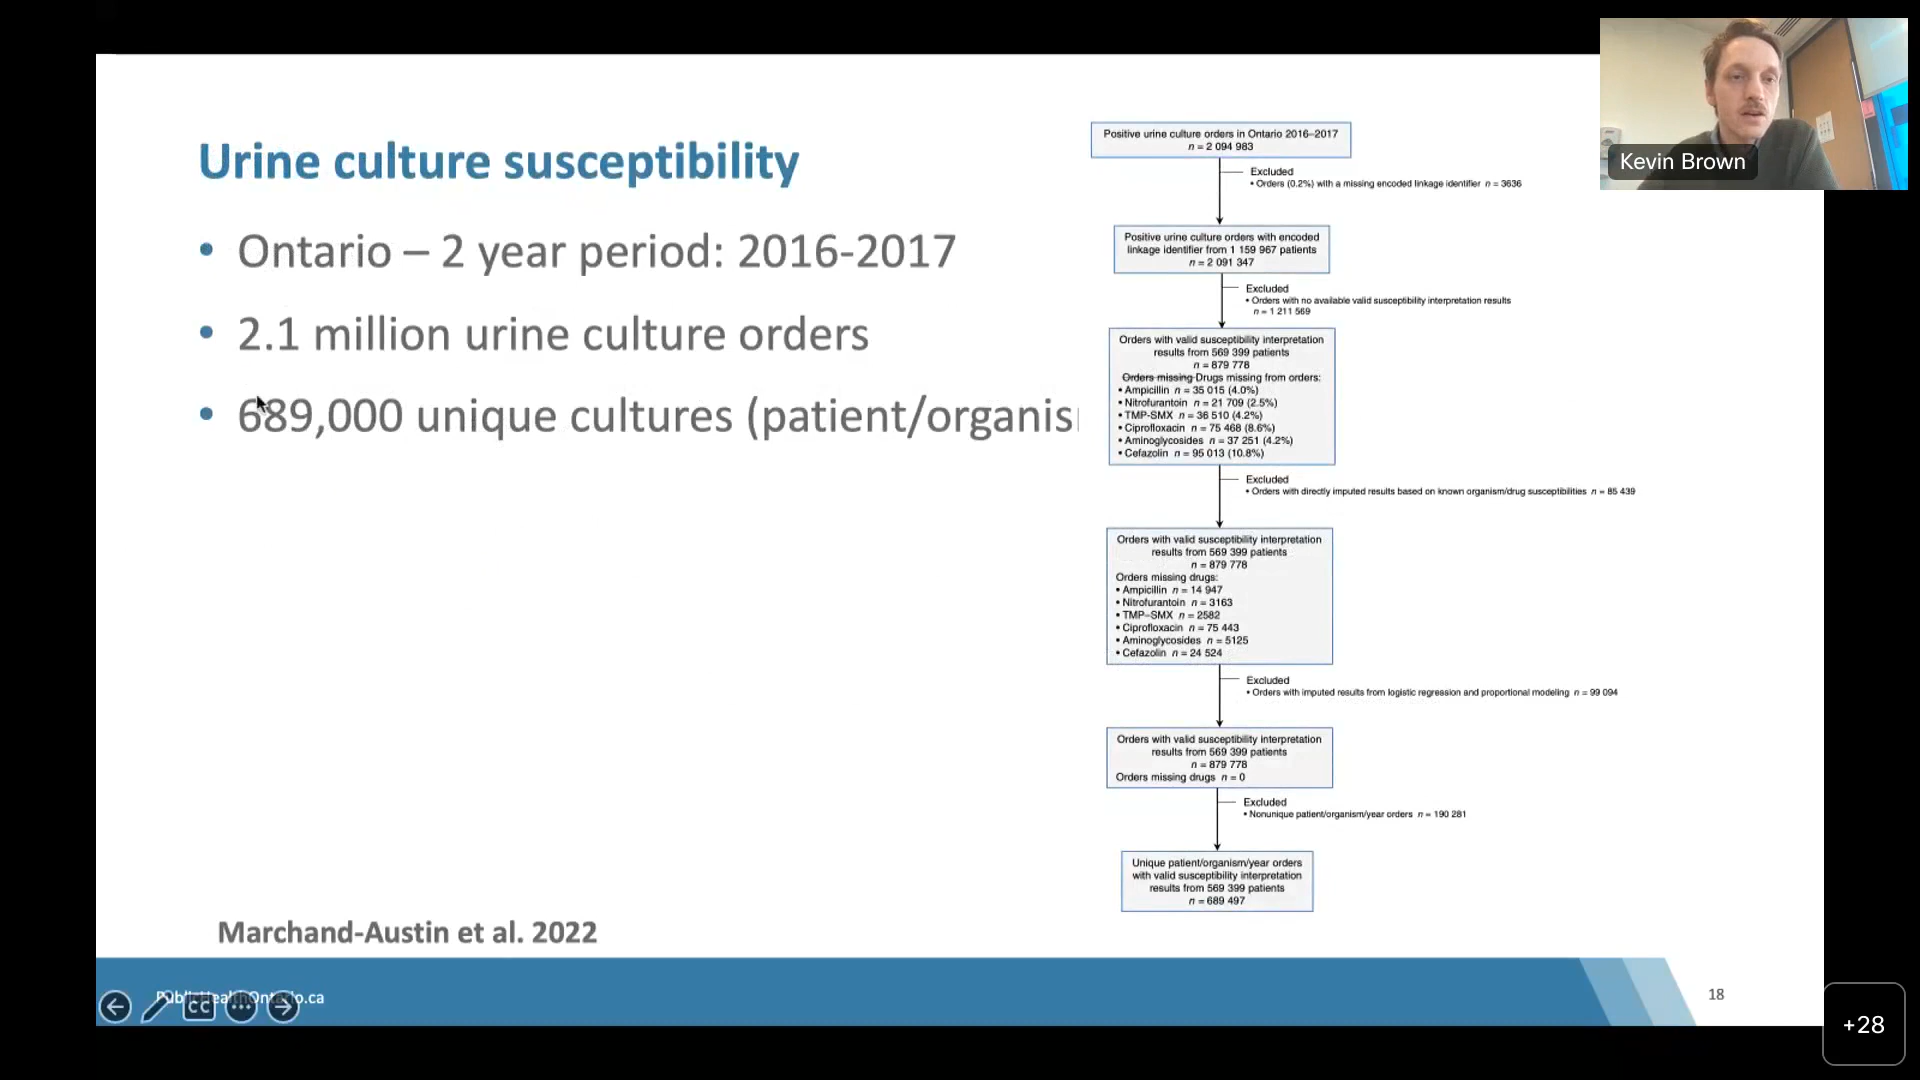 Kevin Brown
Urine culture susceptibility
• Ontario – 2 year period: 2016-2017
• 2.1 million urine culture orders
• 689,000 unique cultures (patient/organis
Positive urine culture orders in Ontario 2016–2017
n = 2 094 983
Excluded
• Orders (0.2%) with a missing encoded linkage identifier n = 3636
Positive urine culture orders with encoded
linkage identifier from 1 159 967 patients
n = 2 091 347
Excluded
• Orders with no available valid susceptibility interpretation results
n = 1 211 569
Orders with valid susceptibility interpretation
results from 569 399 patients
n = 879 778
Orders missing Drugs missing from orders:
• Ampicillin n = 35 015 (4.0%)
• Nitrofurantoin n = 21 709 (2.5%)
• TMP-SMX n = 36 510 (4.2%)
• Ciprofloxacin n = 75 468 (8.6%)
• Aminoglycosides n = 37 251 (4.2%)
• Cefazolin n = 95 013 (10.8%)
Excluded
• Orders with directly imputed results based on known organism/drug susceptibilities n = 85 439
Orders with valid susceptibility interpretation
results from 569 399 patients
n = 879 778
Orders missing drugs:
• Ampicillin n = 14 947
• Nitrofurantoin n = 3163
• TMP–SMX n = 2582
• Ciprofloxacin n = 75 443
• Aminoglycosides n = 5125
• Cefazolin n = 24 524
Excluded
• Orders with imputed results from logistic regression and proportional modeling n = 99 094
Orders with valid susceptibility interpretation
results from 569 399 patients
n = 879 778
Orders missing drugs n = 0
Excluded
• Nonunique patient/organism/year orders n = 190 281
Unique patient/organism/year orders
with valid susceptibility interpretation
results from 569 399 patients
n = 689 497
Marchand-Austin et al. 2022
PublicHealthOntario.ca
CC
18
+28